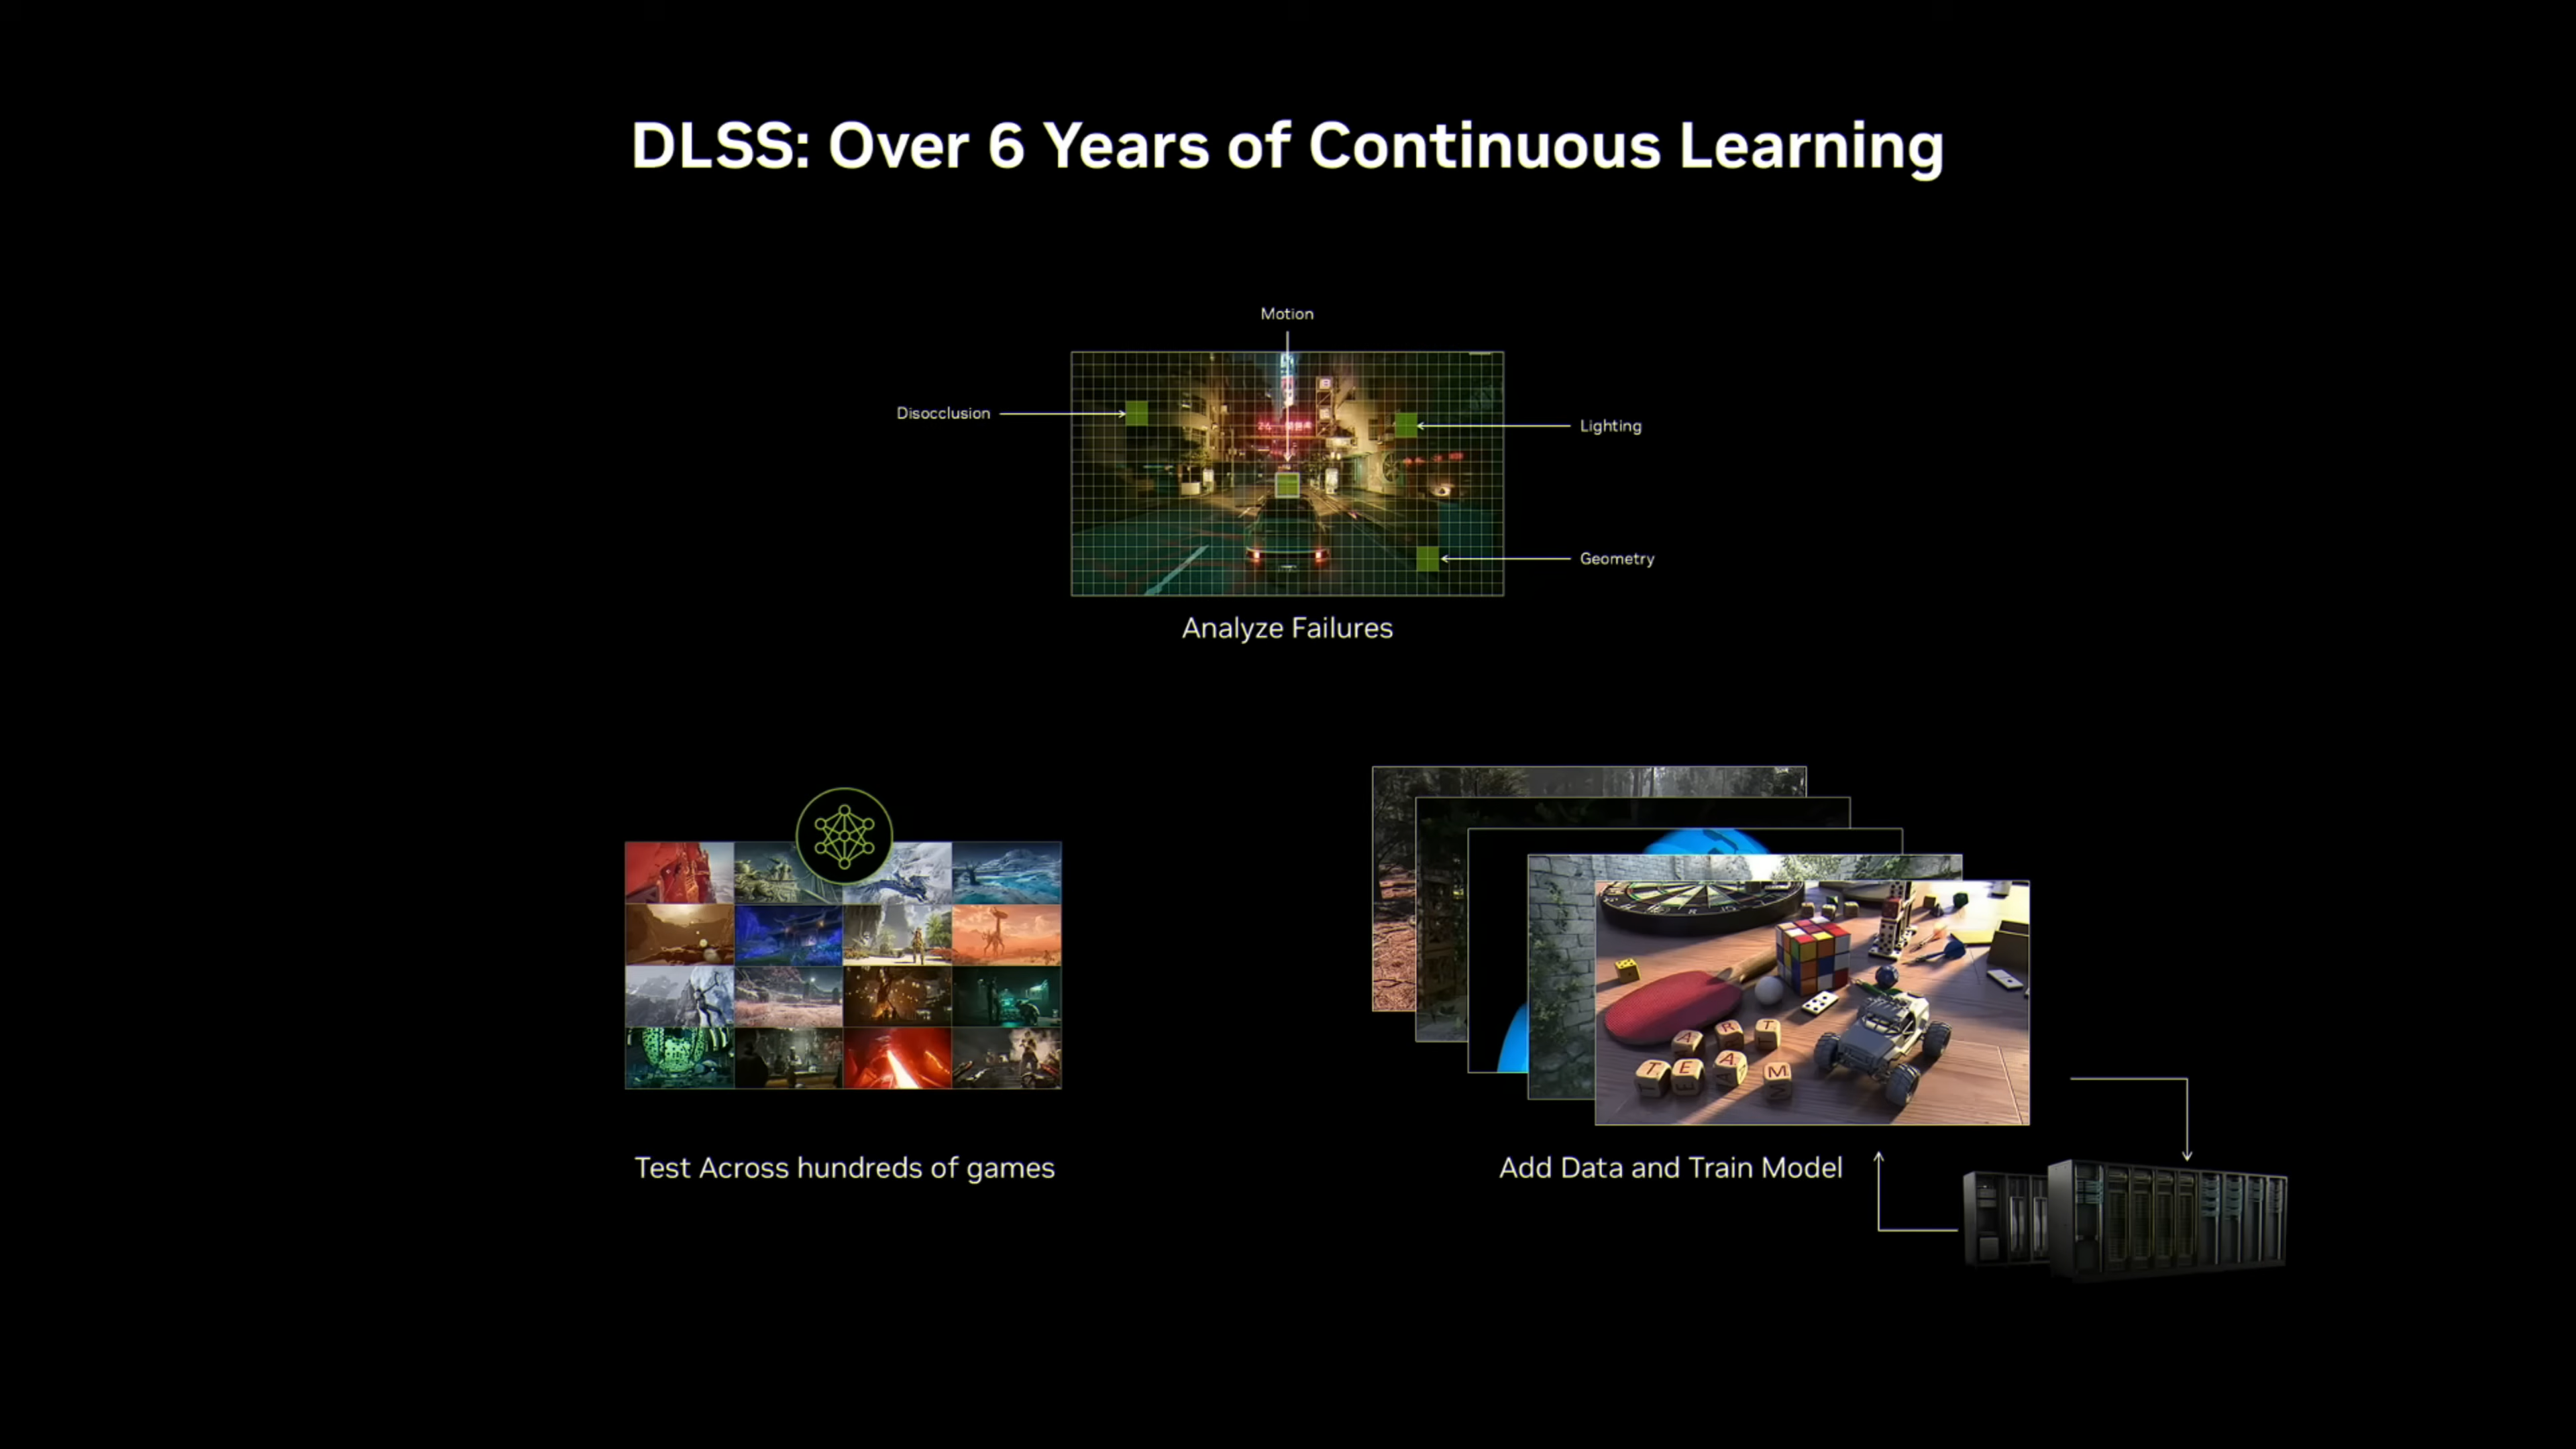 DLSS: Over 6 Years of Continuous Learning
Motion
Disocclusion
Lighting
Geometry
Analyze Failures
Test Across hundreds of games
Add Data and Train Model
A R T
T E A M